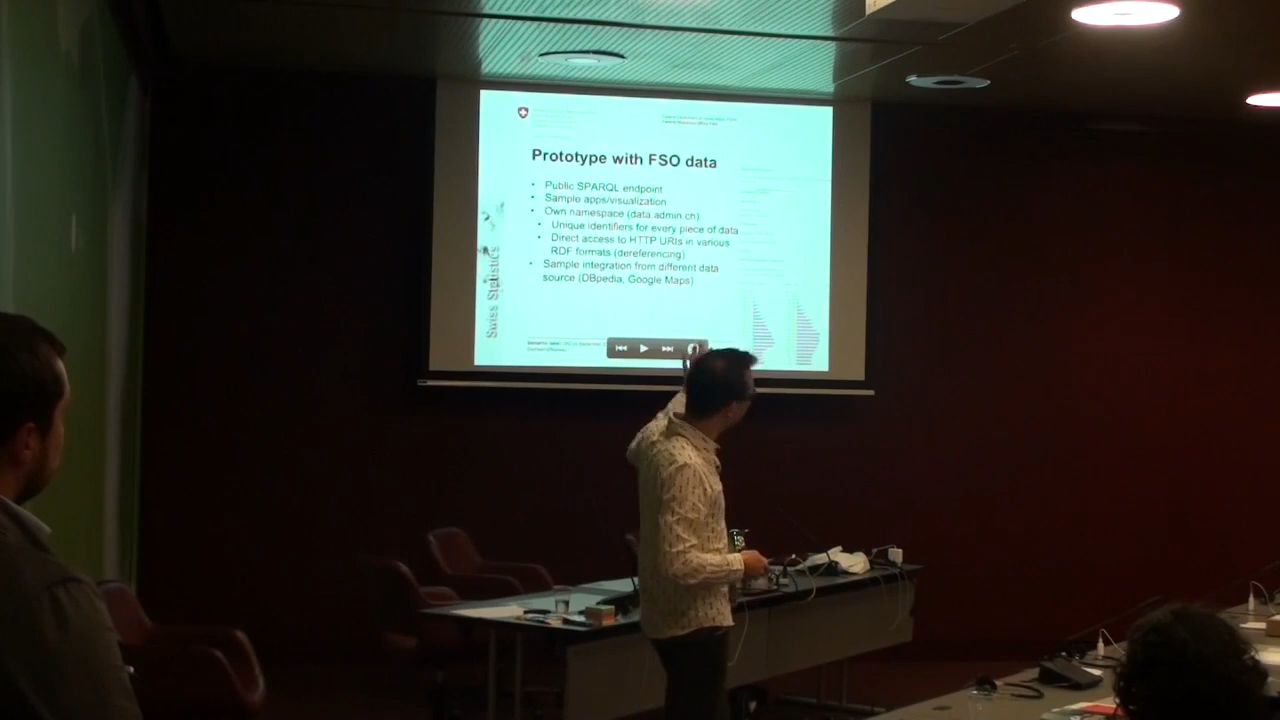 Prototype with FSO data
• Public SPARQL endpoint
• Sample apps/visualization
• Own namespace (data.admin.ch)
• Unique identifiers for every piece of data
• Direct access to HTTP URIs in various
RDF formats (dereferencing)
• Sample integration from different data
source (DBpedia, Google Maps)
Swiss Statistics